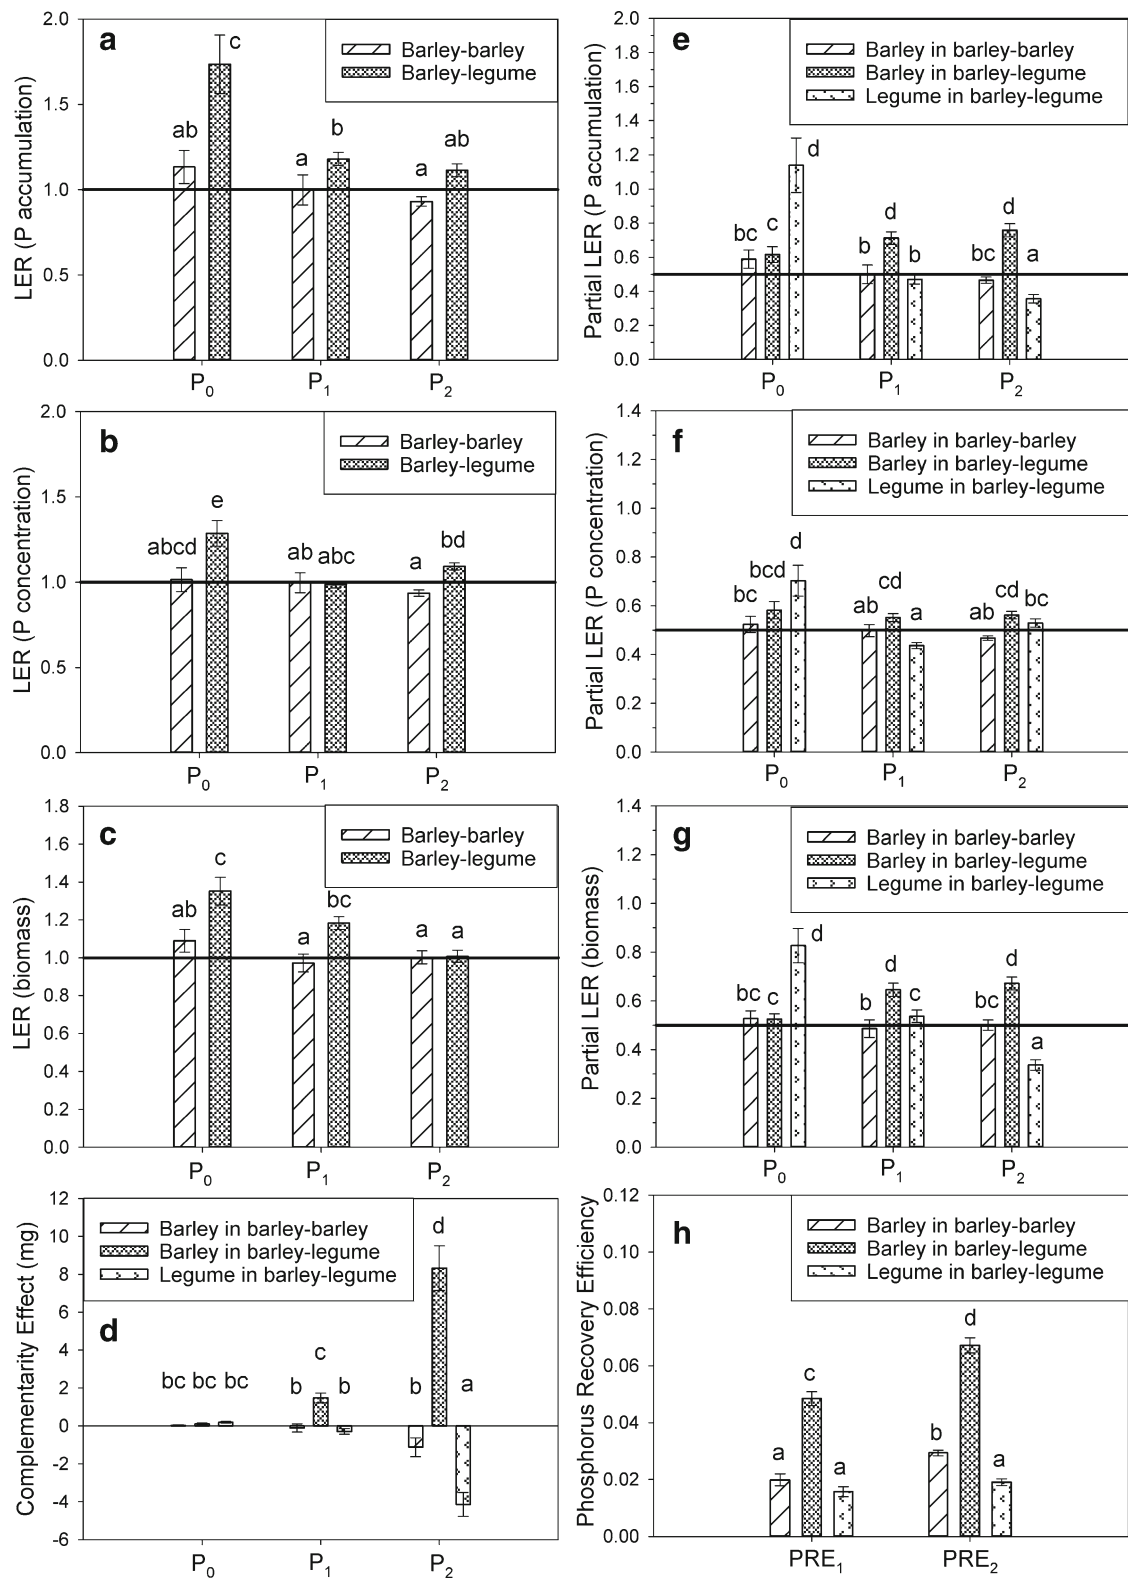 a
LER (P accumulation)
2.0
1.5
1.0
0.5
0.0
Barley-barley
Barley-legume
ab
c
a
b
a
ab
P0
P1
P2
e
Partial LER (P accumulation)
2.0
1.8
1.6
1.4
1.2
1.0
0.8
0.6
0.4
0.2
0.0
Barley in barley-barley
Barley in barley-legume
Legume in barley-legume
bc
c
d
b
d
b
bc
d
a
P0
P1
P2
b
LER (P concentration)
2.0
1.5
1.0
0.5
0.0
Barley-barley
Barley-legume
abcd
e
ab
abc
a
bd
P0
P1
P2
f
Partial LER (P concentration)
1.4
1.2
1.0
0.8
0.6
0.4
0.2
0.0
Barley in barley-barley
Barley in barley-legume
Legume in barley-legume
bc
bcd
d
ab
cd
a
ab
cd
bc
P0
P1
P2
c
LER (biomass)
1.8
1.6
1.4
1.2
1.0
0.8
0.6
0.4
0.2
0.0
Barley-barley
Barley-legume
ab
c
a
bc
a
a
P0
P1
P2
g
Partial LER (biomass)
1.4
1.2
1.0
0.8
0.6
0.4
0.2
0.0
Barley in barley-barley
Barley in barley-legume
Legume in barley-legume
bc
c
d
b
d
c
bc
d
a
P0
P1
P2
d
Complementarity Effect (mg)
12
10
8
6
4
2
0
-2
-4
-6
Barley in barley-barley
Barley in barley-legume
Legume in barley-legume
bc bc bc
b
c
b
b
d
a
P0
P1
P2
h
Phosphorus Recovery Efficiency
0.12
0.10
0.08
0.06
0.04
0.02
0.00
Barley in barley-barley
Barley in barley-legume
Legume in barley-legume
a
c
a
b
d
a
PRE1
PRE2